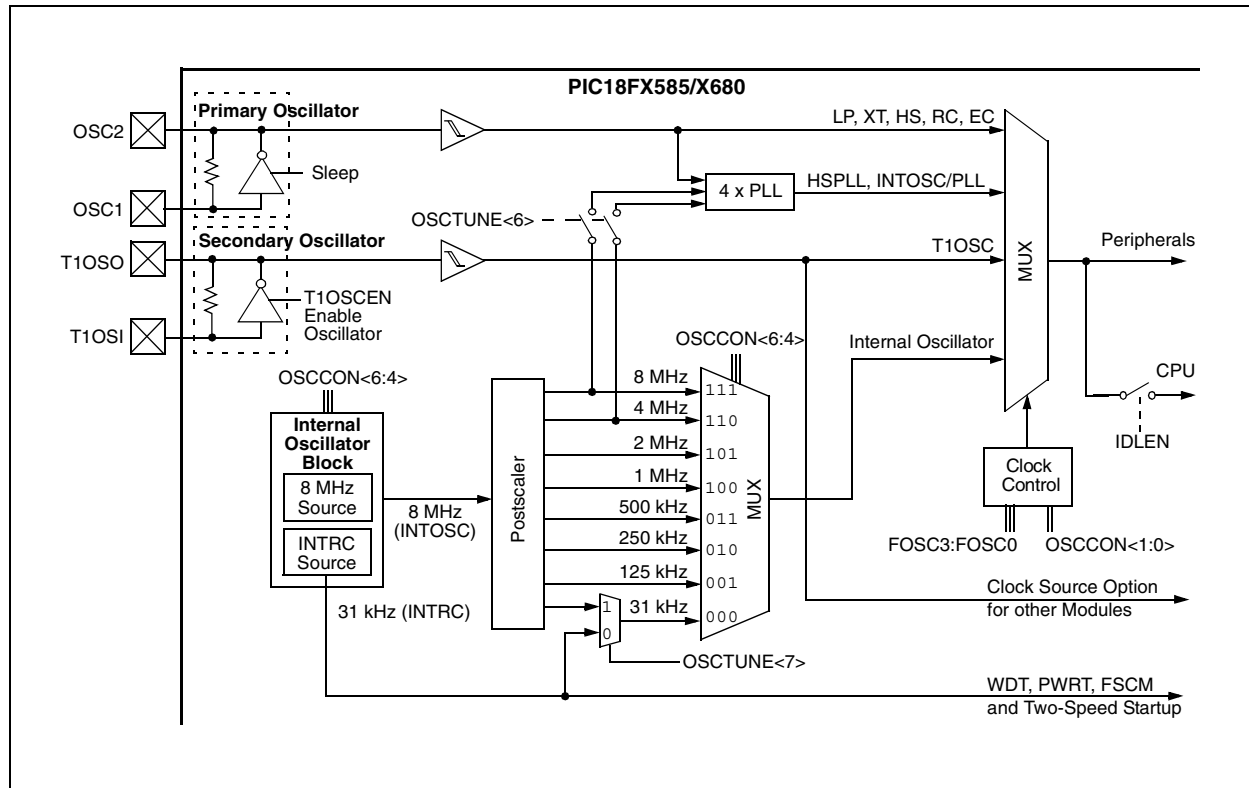 PIC18FX585/X680
Primary Oscillator
OSC2
Sleep
OSC1
LP, XT, HS, RC, EC
4 x PLL
HSPLL, INTOSC/PLL
OSCTUNE<6>
Secondary Oscillator
T1OSO
T1OSCEN
Enable
Oscillator
T1OSI
T1OSC
MUX
Peripherals
Internal Oscillator
CPU
IDLEN
Clock
Control
FOSC3:FOSC0
OSCCON<1:0>
OSCCON<6:4>
OSCCON<6:4>
Internal
Oscillator
Block
8 MHz
Source
INTRC
Source
8 MHz
(INTOSC)
31 kHz (INTRC)
Postscaler
8 MHz
111
4 MHz
110
2 MHz
101
1 MHz
100
500 kHz
011
250 kHz
010
125 kHz
001
1
0
31 kHz
000
MUX
OSCTUNE<7>
Clock Source Option
for other Modules
WDT, PWRT, FSCM
and Two-Speed Startup